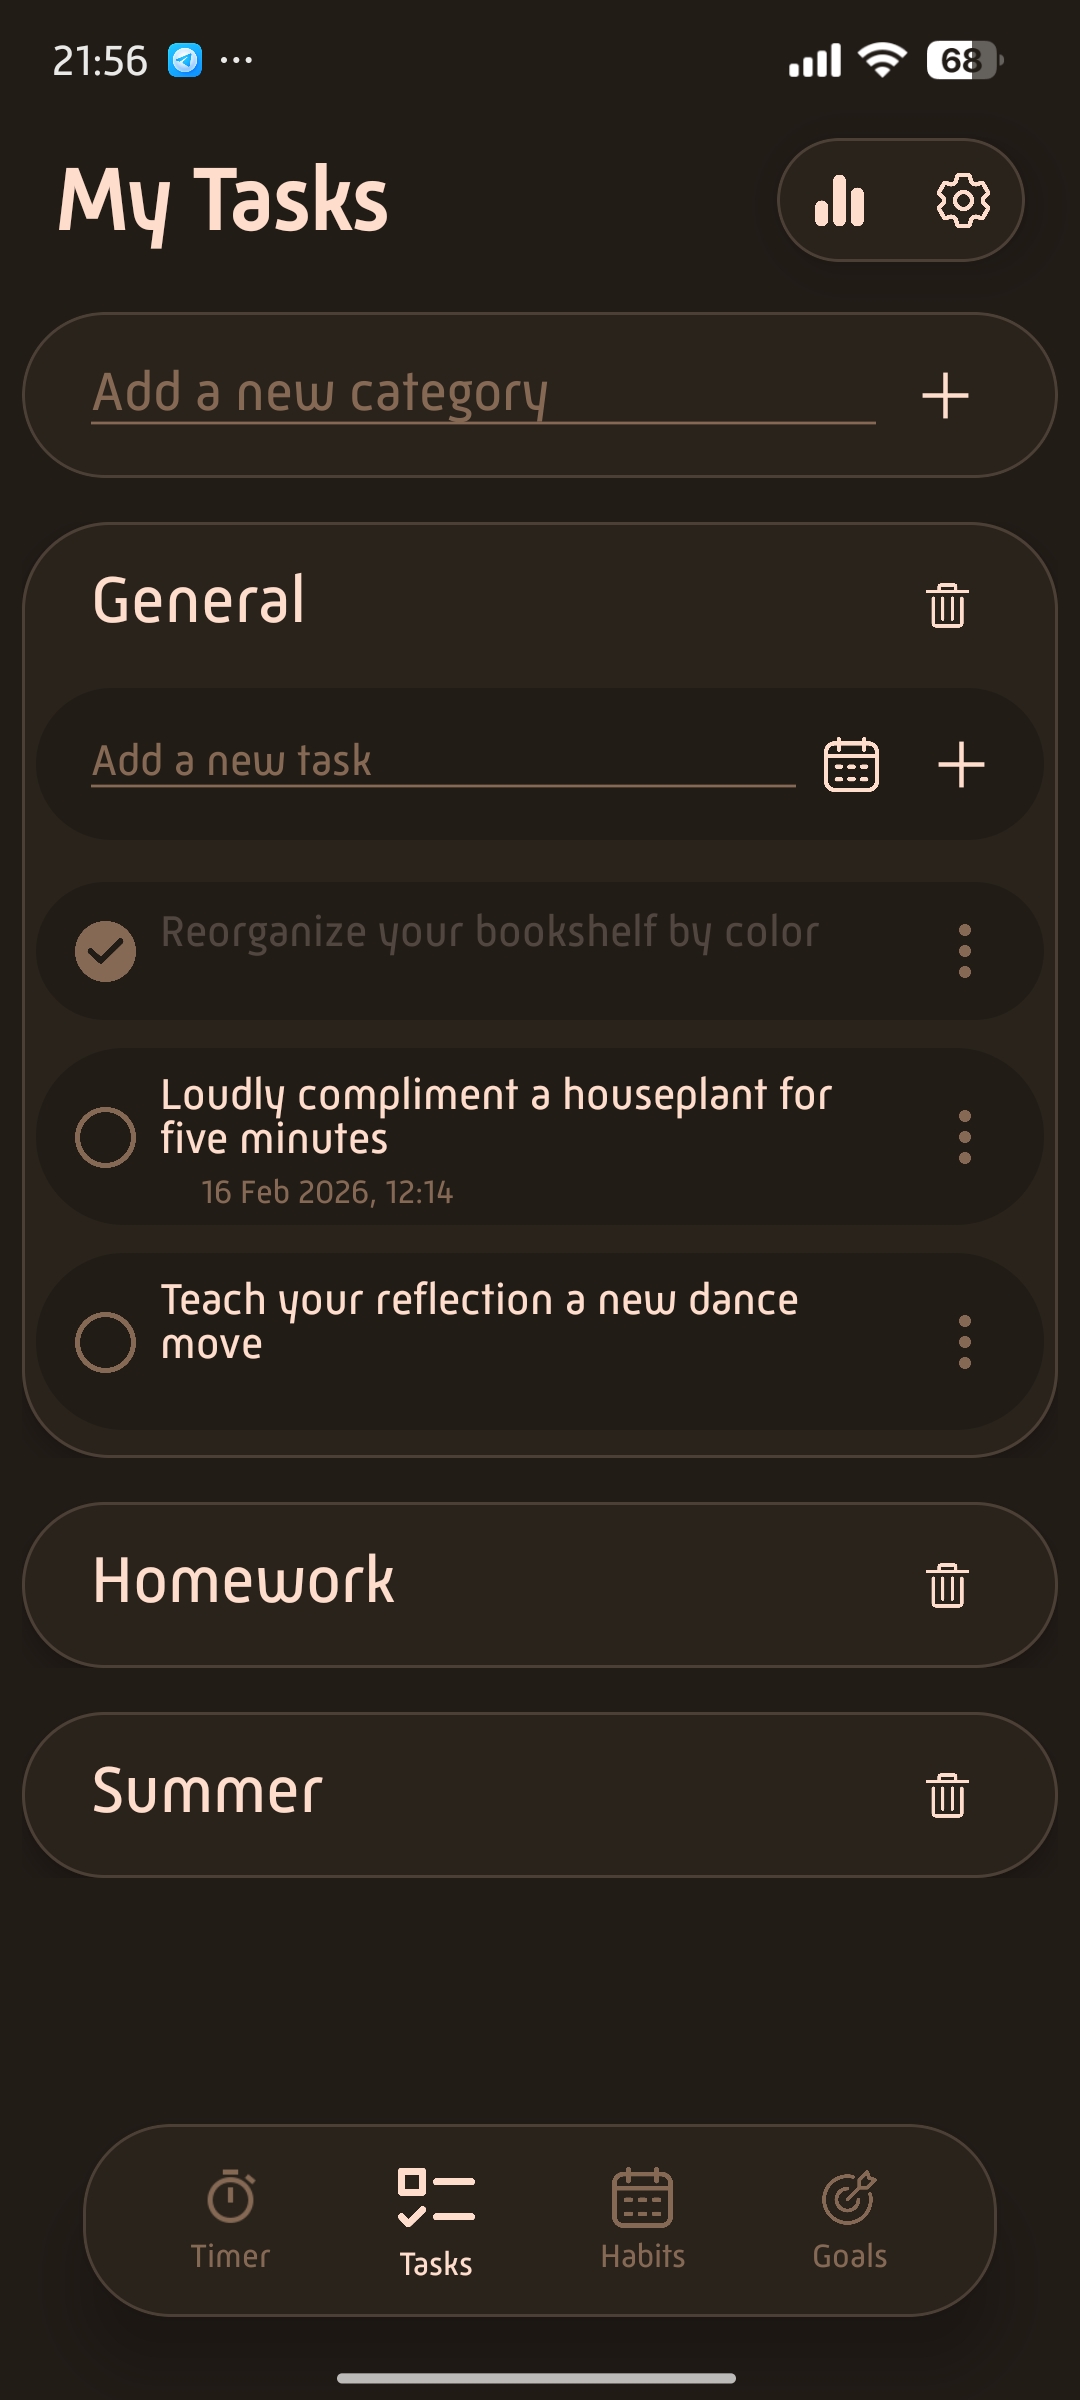 21:56
68
My Tasks
Add a new category
General
Add a new task
Reorganize your bookshelf by color
Loudly compliment a houseplant for
five minutes
16 Feb 2026, 12:14
Teach your reflection a new dance
move
Homework
Summer
Timer
Tasks
Habits
Goals